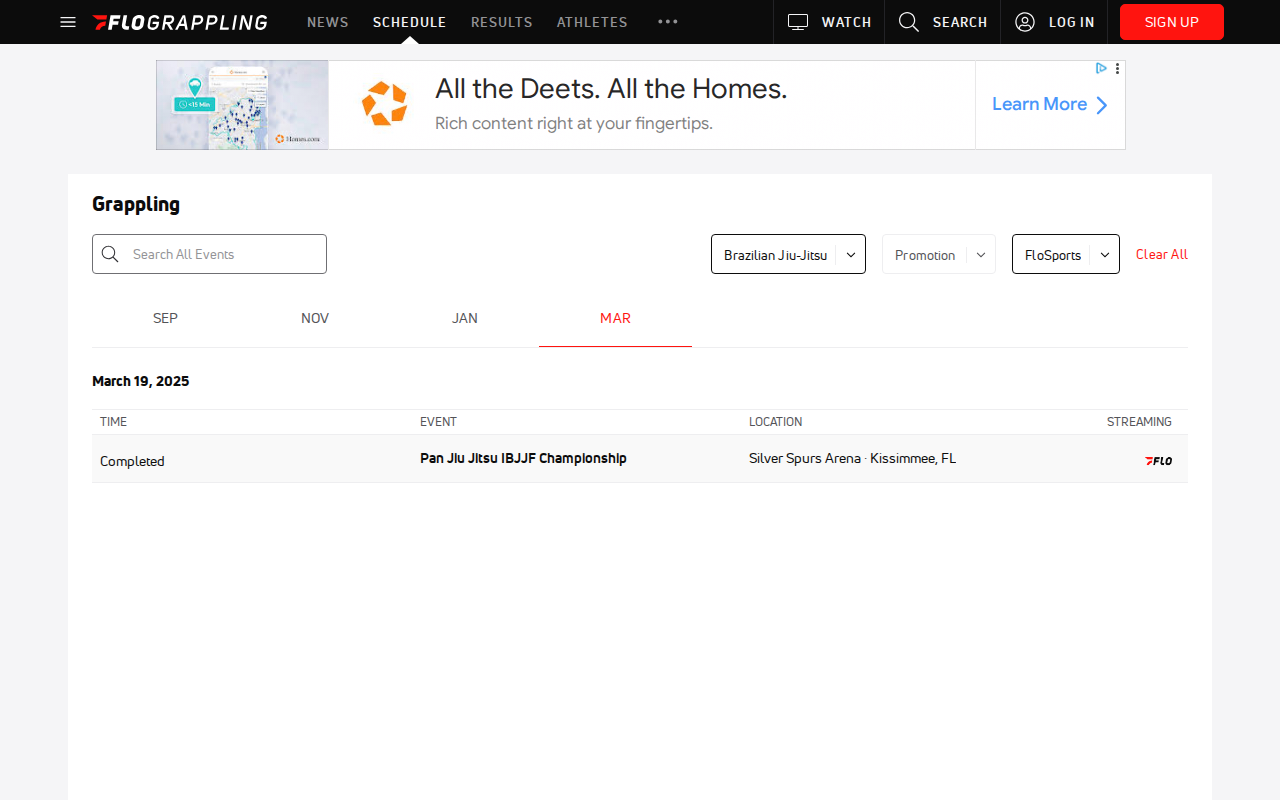 FLOGRAPPLING NEWS SCHEDULE RESULTS ATHLETES WATCH SEARCH LOG IN SIGN UP
<15 Min
Homes.com
All the Deets. All the Homes.
Rich content right at your fingertips.
Learn More
Grappling
Search All Events
Brazilian Jiu-Jitsu
Promotion
FloSports
Clear All
SEP NOV JAN MAR
March 19, 2025
TIME EVENT LOCATION STREAMING
Completed Pan Jiu Jitsu IBJJF Championship Silver Spurs Arena · Kissimmee, FL FLO